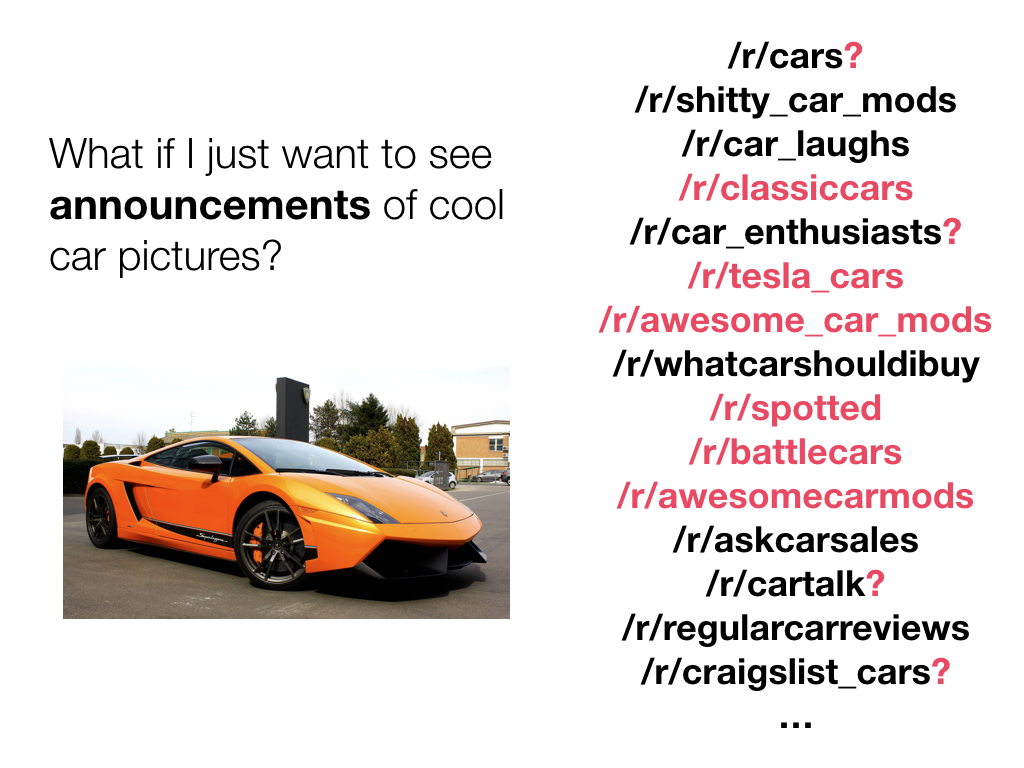 What if I just want to see
announcements of cool
car pictures?
/r/cars?
/r/shitty_car_mods
/r/car_laughs
/r/classiccars
/r/car_enthusiasts?
/r/tesla_cars
/r/awesome_car_mods
/r/whatcarshouldibuy
/r/spotted
/r/battlecars
/r/awesomecarmods
/r/askcarsales
/r/cartalk?
/r/regularcarreviews
/r/craigslist_cars?
...